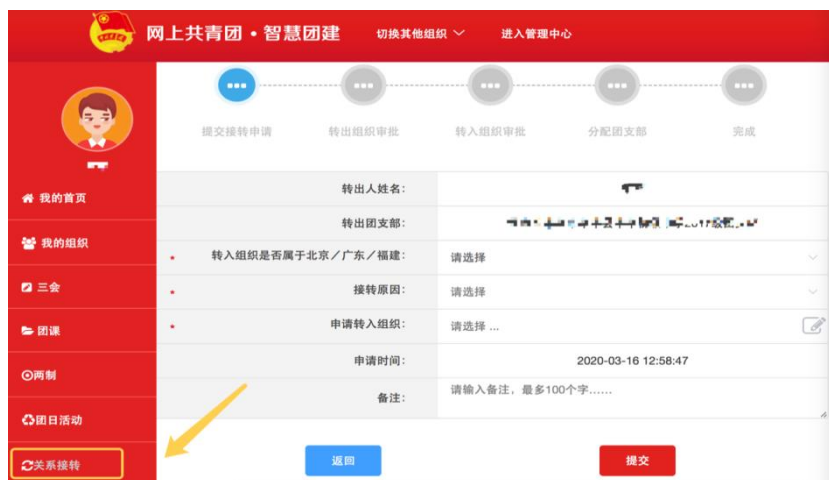 网上共青团·智慧团建 切换其他组织 进入管理中心
提交接转申请 转出组织审批 转入组织审批 分配团支部 完成
我的首页
我的组织
三会
团课
两制
团日活动
关系接转
转出人姓名:
转出团支部:
* 转入组织是否属于北京/广东/福建: 请选择
* 接转原因: 请选择
* 申请转入组织: 请选择 ...
申请时间: 2020-03-16 12:58:47
备注: 请输入备注，最多100个字......
返回 提交